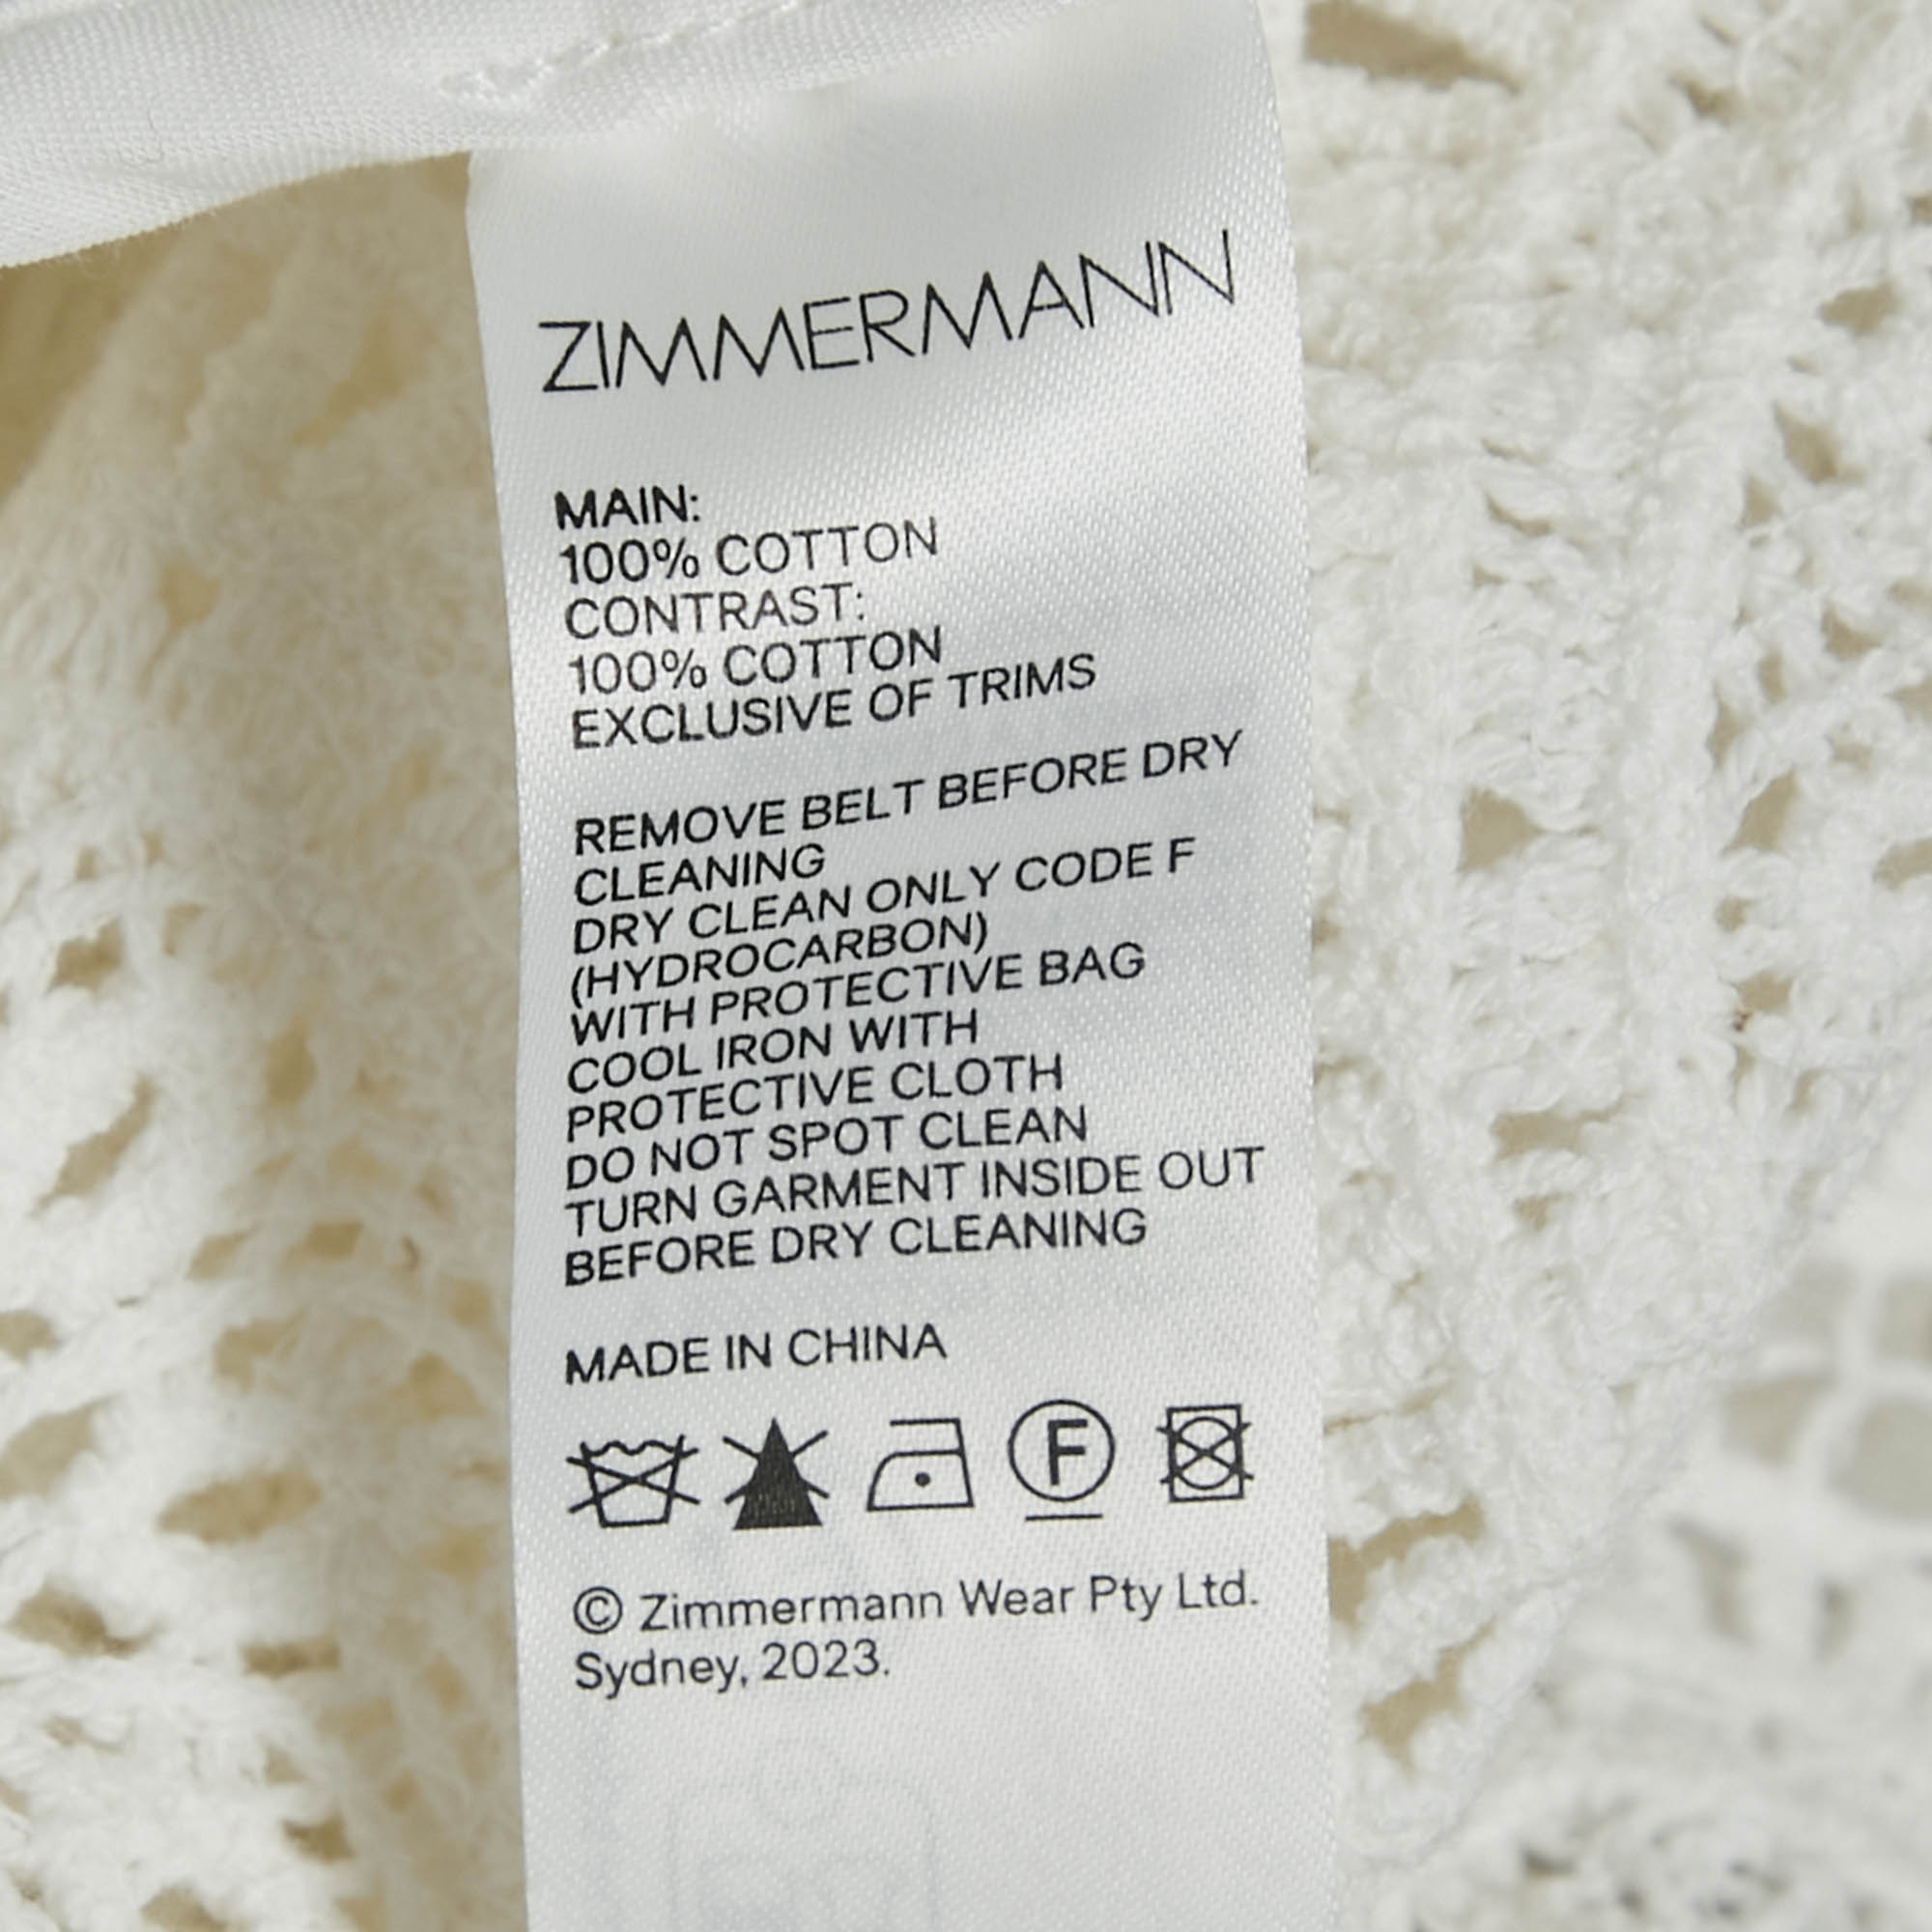 ZIMMERMANN
MAIN:
100% COTTON
CONTRAST:
100% COTTON
EXCLUSIVE OF TRIMS
REMOVE BELT BEFORE DRY
CLEANING
DRY CLEAN ONLY CODE F
(HYDROCARBON)
WITH PROTECTIVE BAG
COOL IRON WITH
PROTECTIVE CLOTH
DO NOT SPOT CLEAN
TURN GARMENT INSIDE OUT
BEFORE DRY CLEANING
MADE IN CHINA
F
© Zimmermann Wear Pty Ltd.
Sydney, 2023.